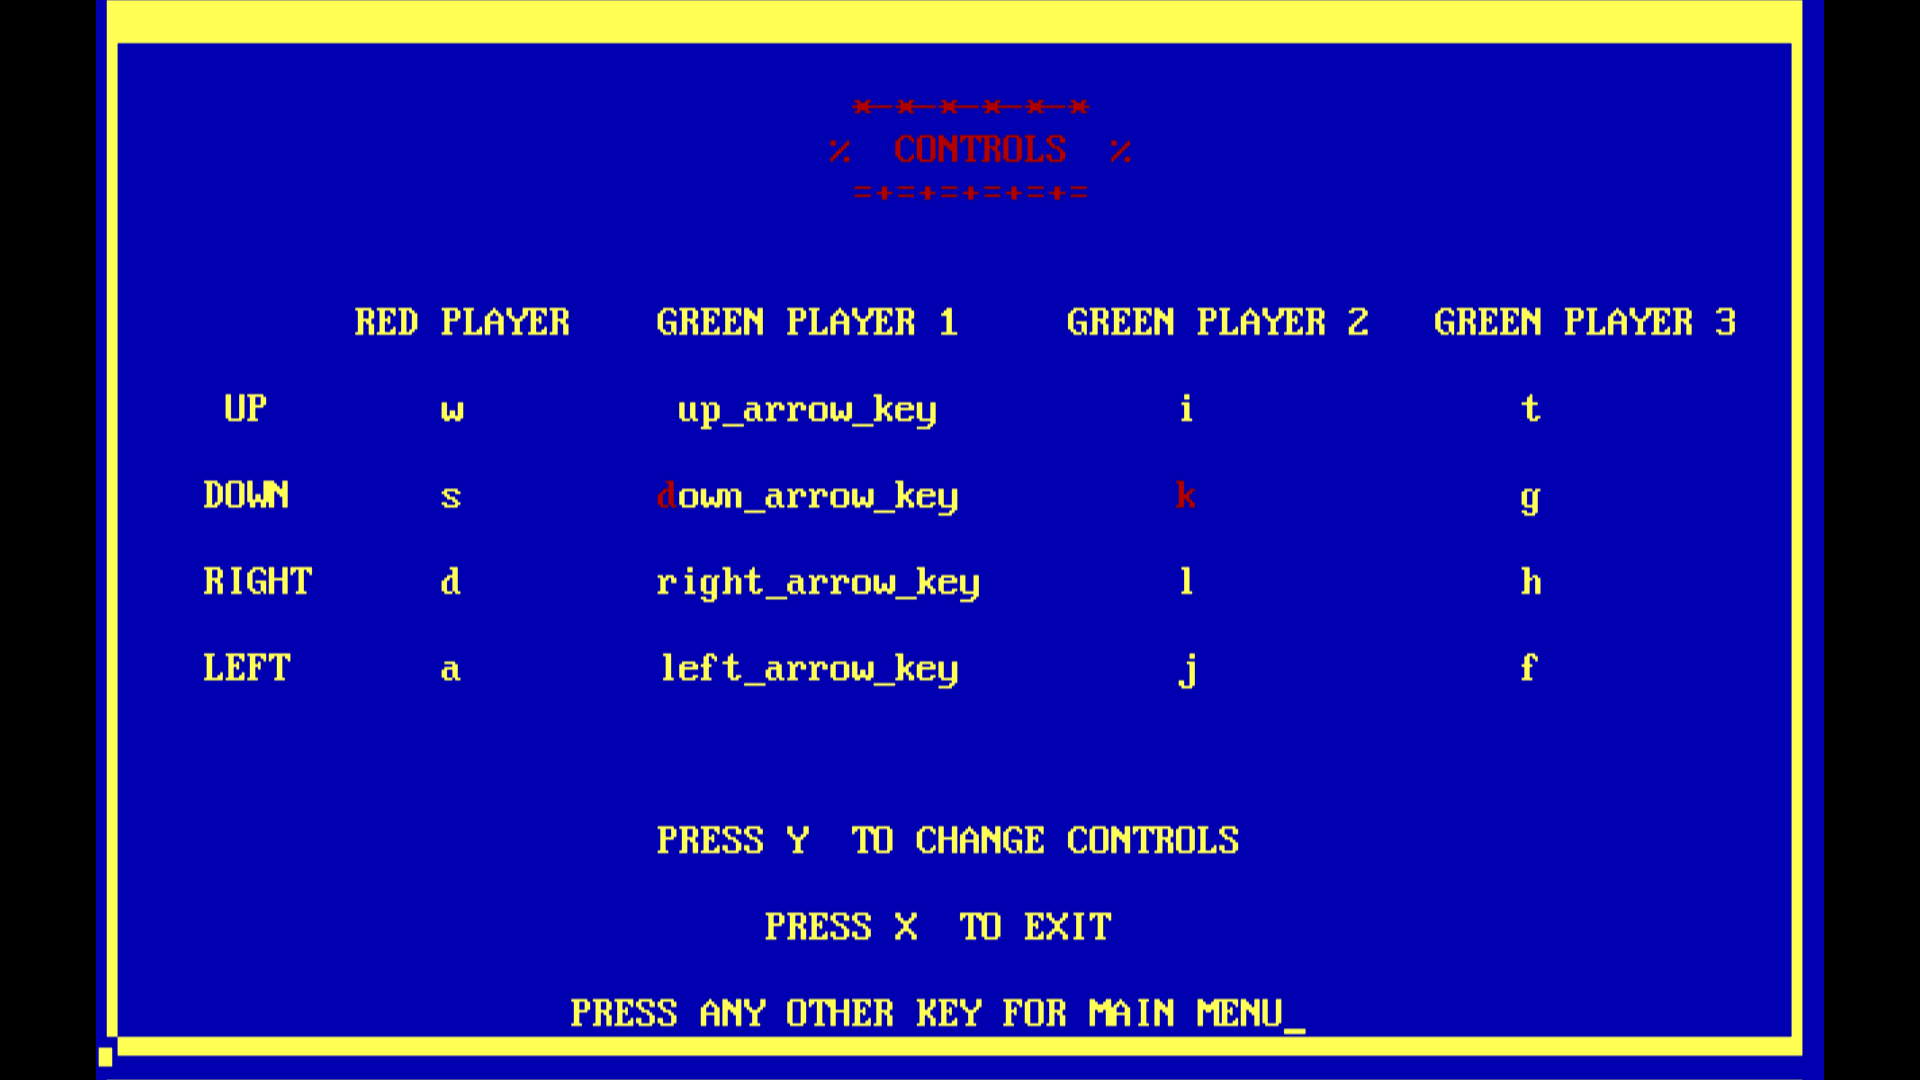 *-*-*-*-*-*
% CONTROLS %
=+=+=+=+=+=
RED PLAYER GREEN PLAYER 1 GREEN PLAYER 2 GREEN PLAYER 3
UP w up_arrow_key i t
DOWN s down_arrow_key k g
RIGHT d right_arrow_key l h
LEFT a left_arrow_key j f
PRESS Y TO CHANGE CONTROLS
PRESS X TO EXIT
PRESS ANY OTHER KEY FOR MAIN MENU_